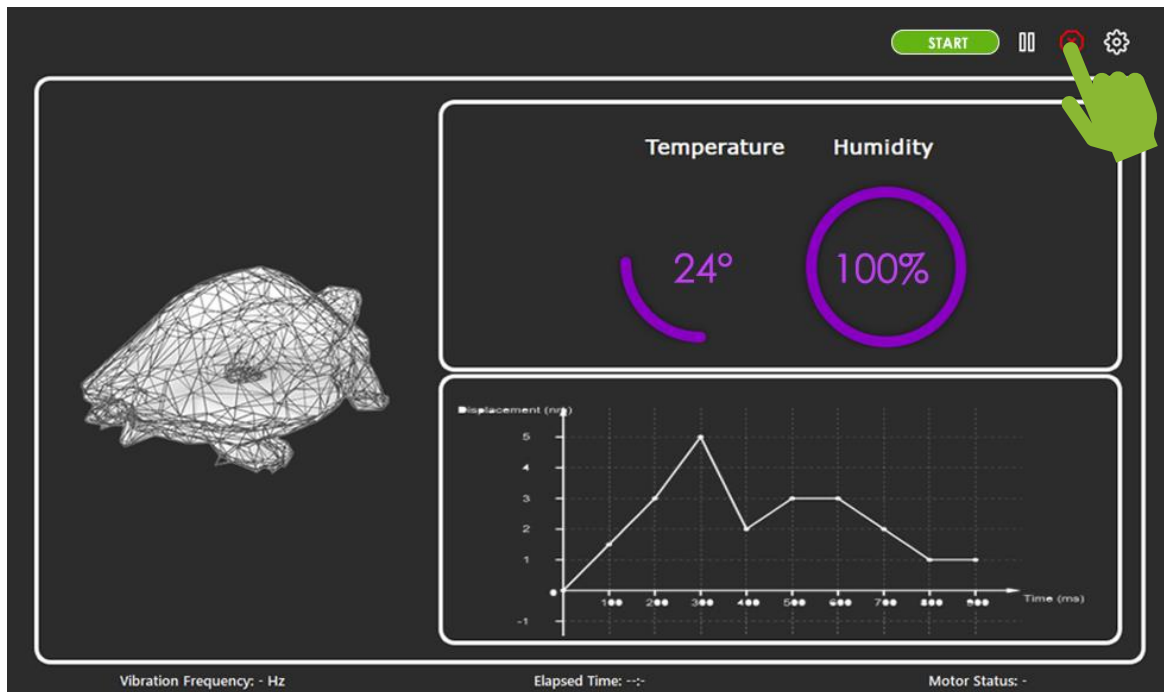 START
Temperature Humidity
24° 100%
Displacement (nm)
5
4
3
2
1
0
100 200 300 400 500 600 700 800 900
Time (ms)
-1
Vibration Frequency: - Hz Elapsed Time: --:- Motor Status: -